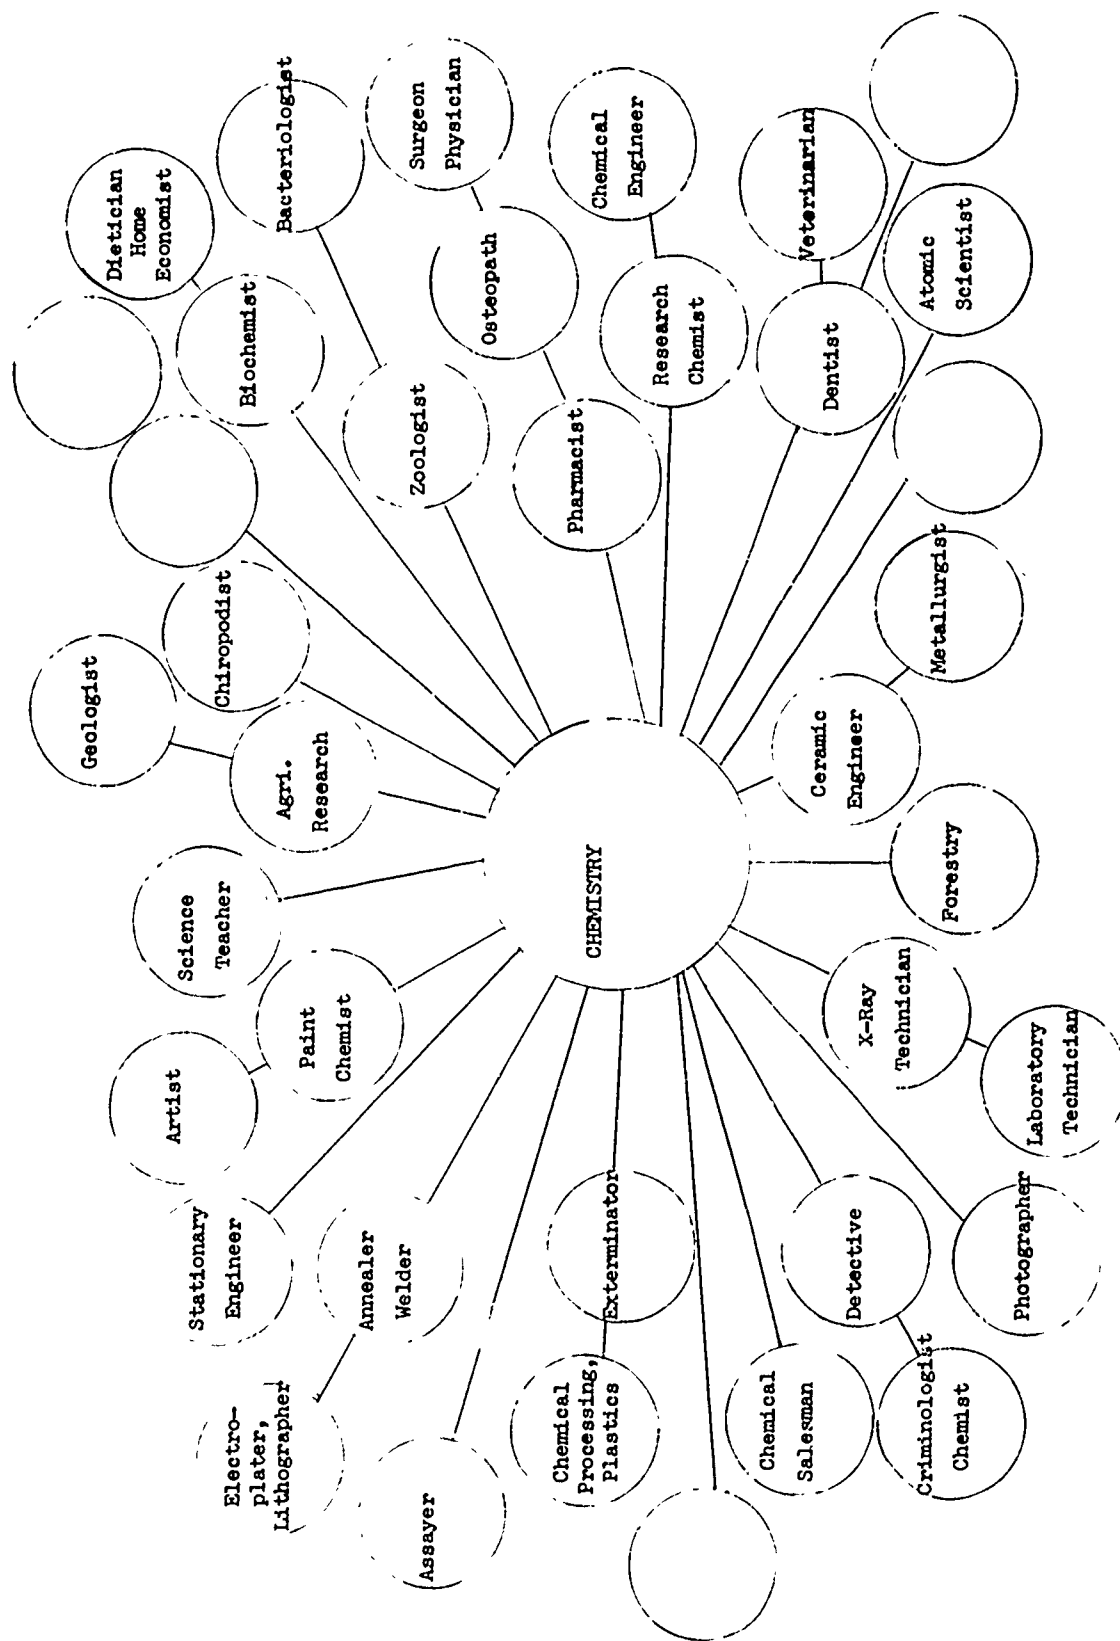 Electro-
plater,
Lithographer
Stationary
Engineer
Artist
Science
Teacher
Geologist
Dietician
Home
Economist
Assayer
Annealer
Welder
Paint
Chemist
Agri.
Research
Chiropodist
Biochemist
Bacteriologist
Zoologist
Surgeon
Physician
Osteopath
Pharmacist
Chemical
Processing,
Plastics
Exterminator
CHEMISTRY
Research
Chemist
Chemical
Engineer
Chemical
Salesman
Detective
Criminologist
Chemist
Photographer
X-Ray
Technician
Laboratory
Technician
Forestry
Ceramic
Engineer
Metallurgist
Dentist
Veterinarian
Atomic
Scientist